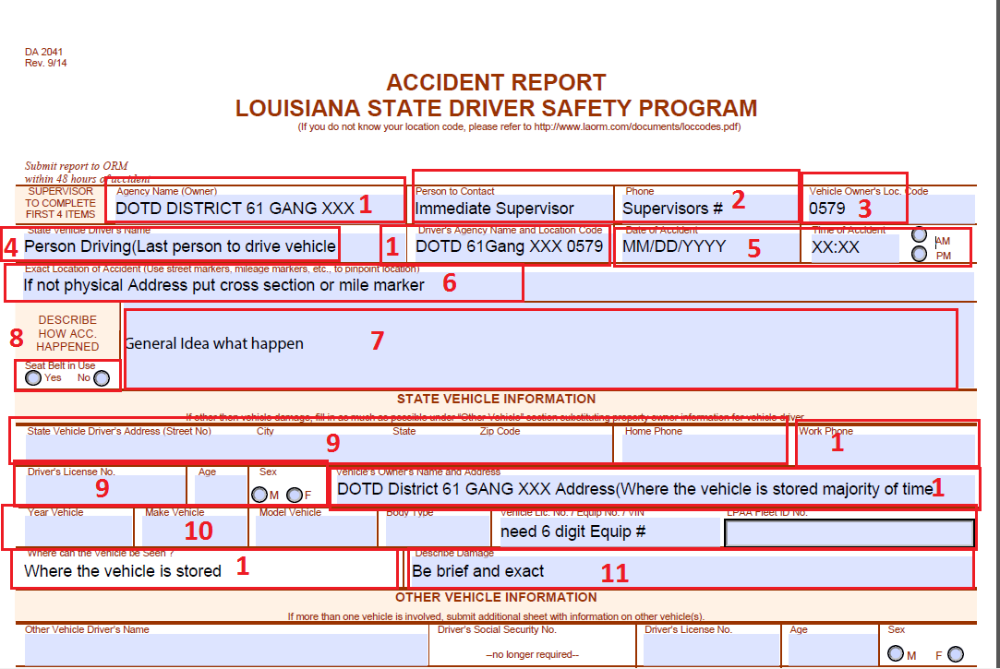 DA 2041
Rev. 9/14
ACCIDENT REPORT
LOUISIANA STATE DRIVER SAFETY PROGRAM
(If you do not know your location code, please refer to http://www.laorm.com/documents/loccodes.pdf)
Submit report to ORM
within 48 hours of accident
SUPERVISOR TO COMPLETE FIRST 4 ITEMS
Agency Name (Owner) Person to Contact Phone Vehicle Owner's Loc. Code
DOTD DISTRICT 61 GANG XXX 1 Immediate Supervisor Supervisors # 2 0579 3
State Vehicle Driver's Name Driver's Agency Name and Location Code Date of Accident Time of Accident
4 Person Driving(Last person to drive vehicle 1 DOTD 61Gang XXX 0579 MM/DD/YYYY 5 XX:XX AM PM
Exact Location of Accident (Use street markers, mileage markers, etc., to pinpoint location)
If not physical Address put cross section or mile marker 6
DESCRIBE
8 HOW ACC.
HAPPENED
General Idea what happen 7
Seat Belt in Use
Yes No
STATE VEHICLE INFORMATION
If other then vehicle damage, fill in as much as possible under "Other Vehicle" section substituting property owner information for vehicle driver
State Vehicle Driver's Address (Street No) City State Zip Code Home Phone Work Phone
9 1
Driver's License No. Age Sex Vehicle's Owner's Name and Address
9 M F DOTD District 61 GANG XXX Address(Where the vehicle is stored majority of time 1
Year Vehicle Make Vehicle Model Vehicle Body Type Vehicle Lic. No. / Equip No. / VIN LPAA Fleet ID No.
10 need 6 digit Equip #
Where can the Vehicle be Seen ? Describe Damage
Where the vehicle is stored 1 Be brief and exact 11
OTHER VEHICLE INFORMATION
If more than one vehicle is involved, submit additional sheet with information on other vehicle(s).
Other Vehicle Driver's Name Driver's Social Security No. Driver's License No. Age Sex
--no longer required-- M F